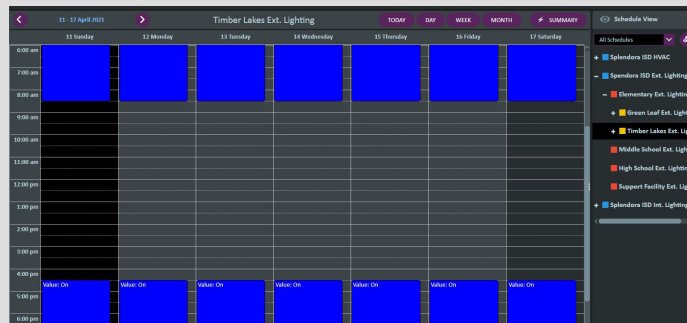 11 - 17 April 2021
Timber Lakes Ext. Lighting
TODAY
DAY
WEEK
MONTH
SUMMARY
Schedule View
11 Sunday
12 Monday
13 Tuesday
14 Wednesday
15 Thursday
16 Friday
17 Saturday
All Schedules
6:00 am
7:00 am
8:00 am
9:00 am
10:00 am
11:00 am
12:00 pm
1:00 pm
2:00 pm
3:00 pm
4:00 pm
5:00 pm
6:00 pm
Value: On
Value: On
Value: On
Value: On
Value: On
Value: On
Value: On
Splendora ISD HVAC
Spendora ISD Ext. Lighting
Elementary Ext. Lightin
Green Leaf Ext. Ligh
Timber Lakes Ext. Lig
Middle School Ext. Ligh
High School Ext. Lightin
Support Facility Ext. Lig
Splendora ISD Int. Lighting